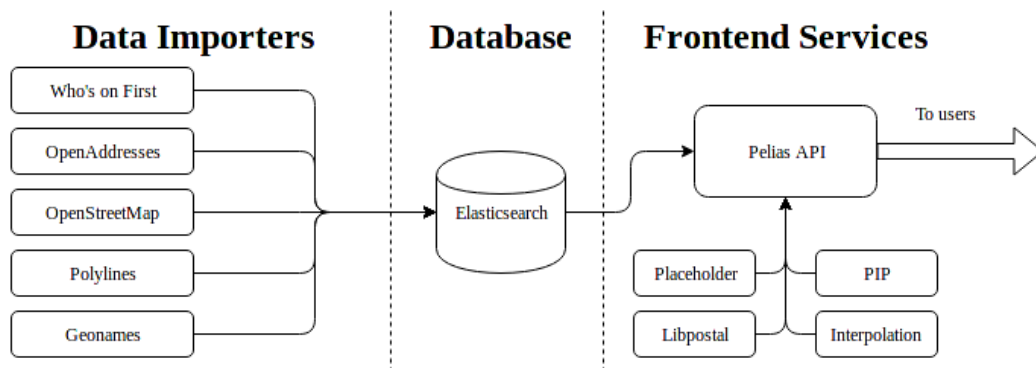 Data Importers
Database
Frontend Services
Who's on First
OpenAddresses
OpenStreetMap
Polylines
Geonames
Elasticsearch
Pelias API
To users
Placeholder
PIP
Libpostal
Interpolation